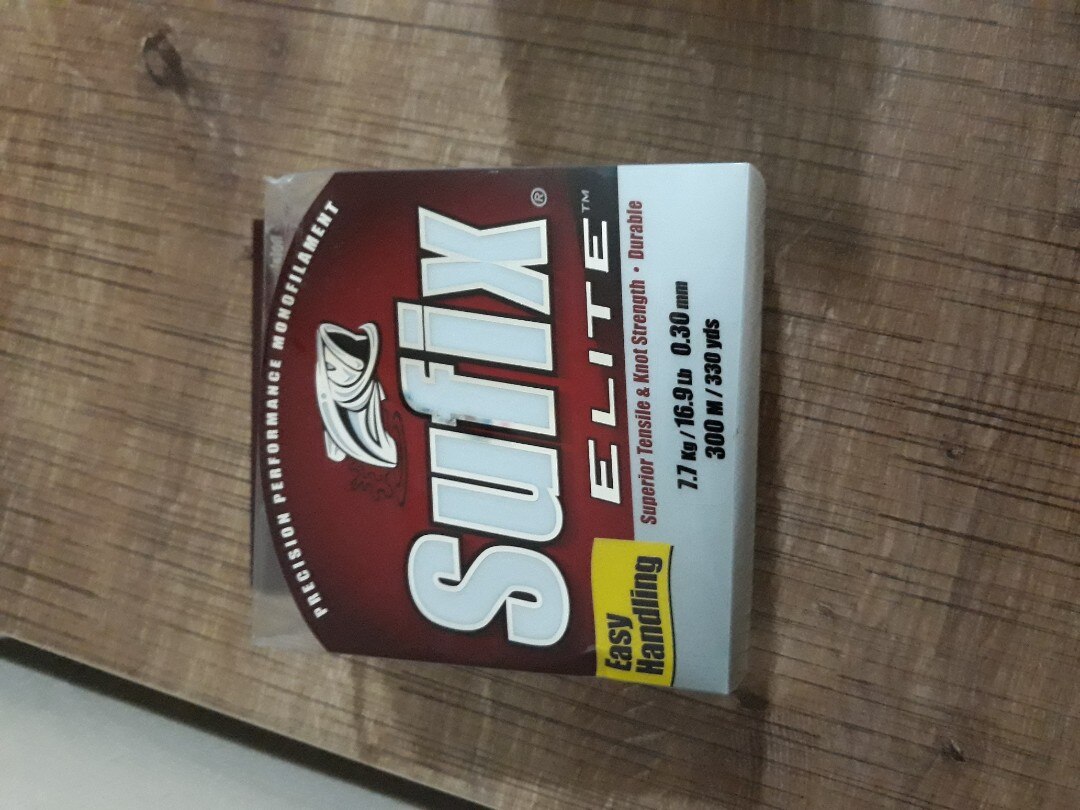 PRECISION PERFORMANCE MONOFILAMENT
Sufix®
ELITE™
Easy
Handling
Superior Tensile & Knot Strength • Durable
7.7 Kg / 16.9 Lb 0.30 mm
300 M / 330 yds